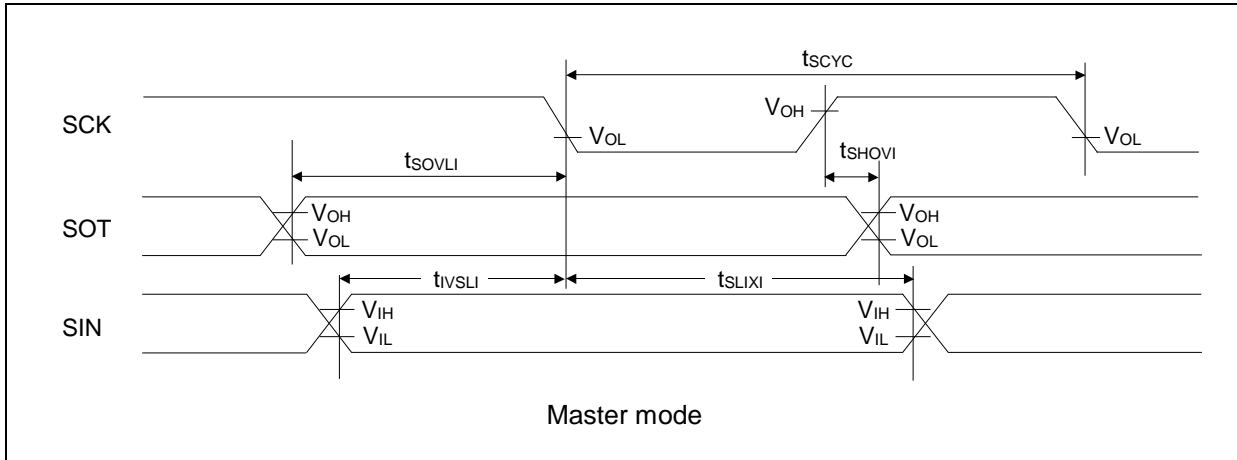 tSCYC
SCK
VOH
VOL
VOL
tSHOVI
tSOVLI
SOT
VOH
VOL
VOH
VOL
tIVSLI
tSLIXI
SIN
VIH
VIL
VIH
VIL
Master mode